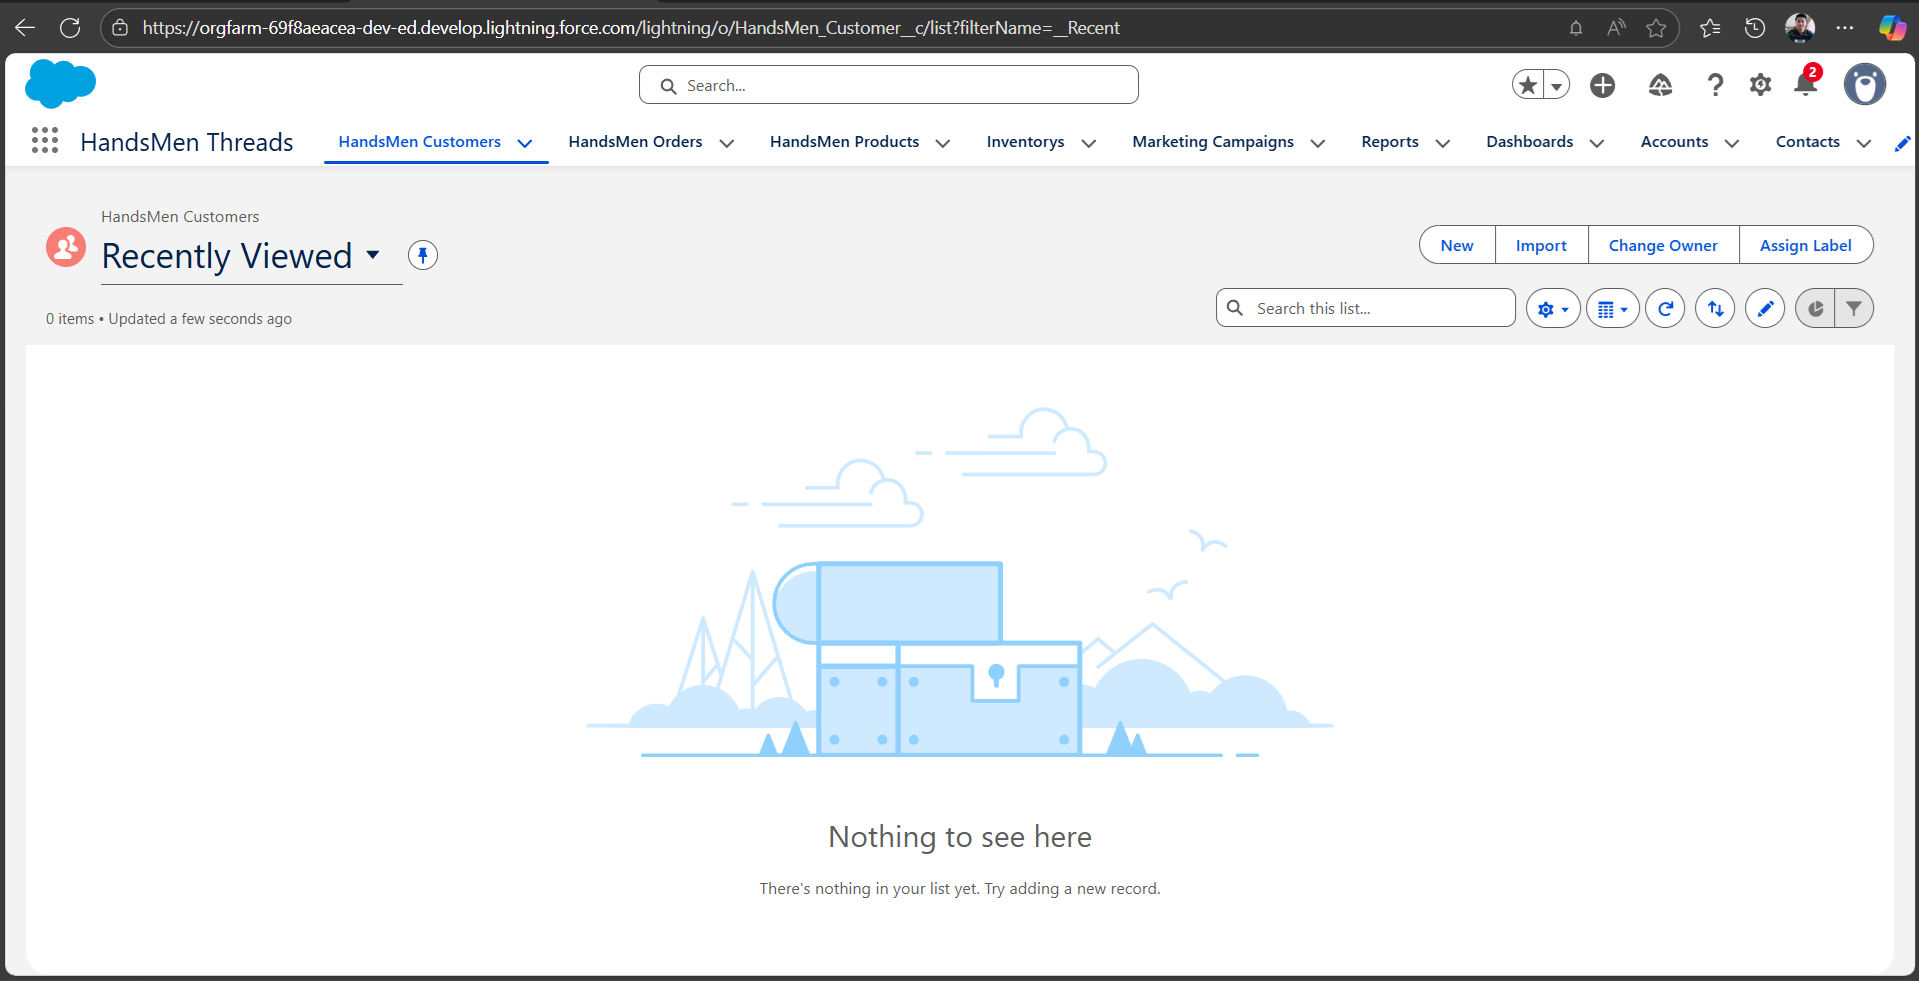 https://orgfarm-69f8aeacea-dev-ed.develop.lightning.force.com/lightning/o/HandsMen_Customer__c/list?filterName=__Recent
Search...
2
HandsMen Threads
HandsMen Customers
HandsMen Orders
HandsMen Products
Inventorys
Marketing Campaigns
Reports
Dashboards
Accounts
Contacts
HandsMen Customers
Recently Viewed
New
Import
Change Owner
Assign Label
0 items • Updated a few seconds ago
Search this list...
Nothing to see here
There's nothing in your list yet. Try adding a new record.